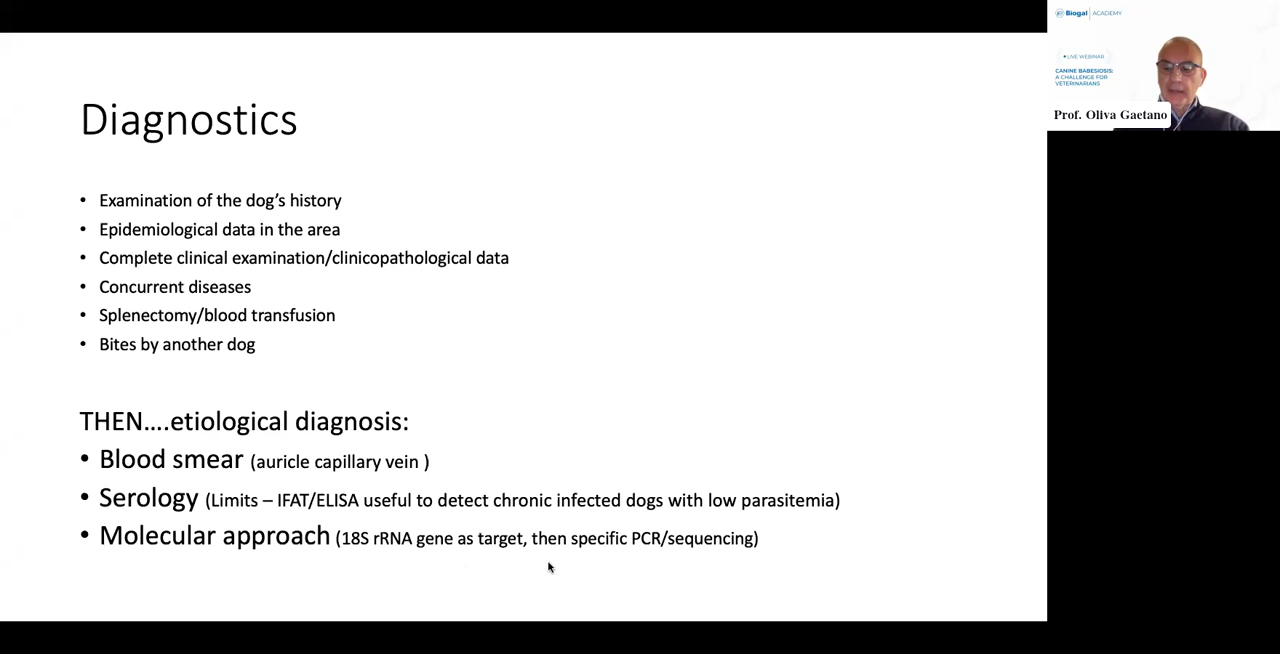 Diagnostics
• Examination of the dog's history
• Epidemiological data in the area
• Complete clinical examination/clinicopathological data
• Concurrent diseases
• Splenectomy/blood transfusion
• Bites by another dog
THEN....etiological diagnosis:
• Blood smear (auricle capillary vein )
• Serology (Limits – IFAT/ELISA useful to detect chronic infected dogs with low parasitemia)
• Molecular approach (18S rRNA gene as target, then specific PCR/sequencing)
Biogal | ACADEMY
• LIVE WEBINAR
CANINE BABESIOSIS:
A CHALLENGE FOR
VETERINARIANS
Prof. Oliva Gaetano